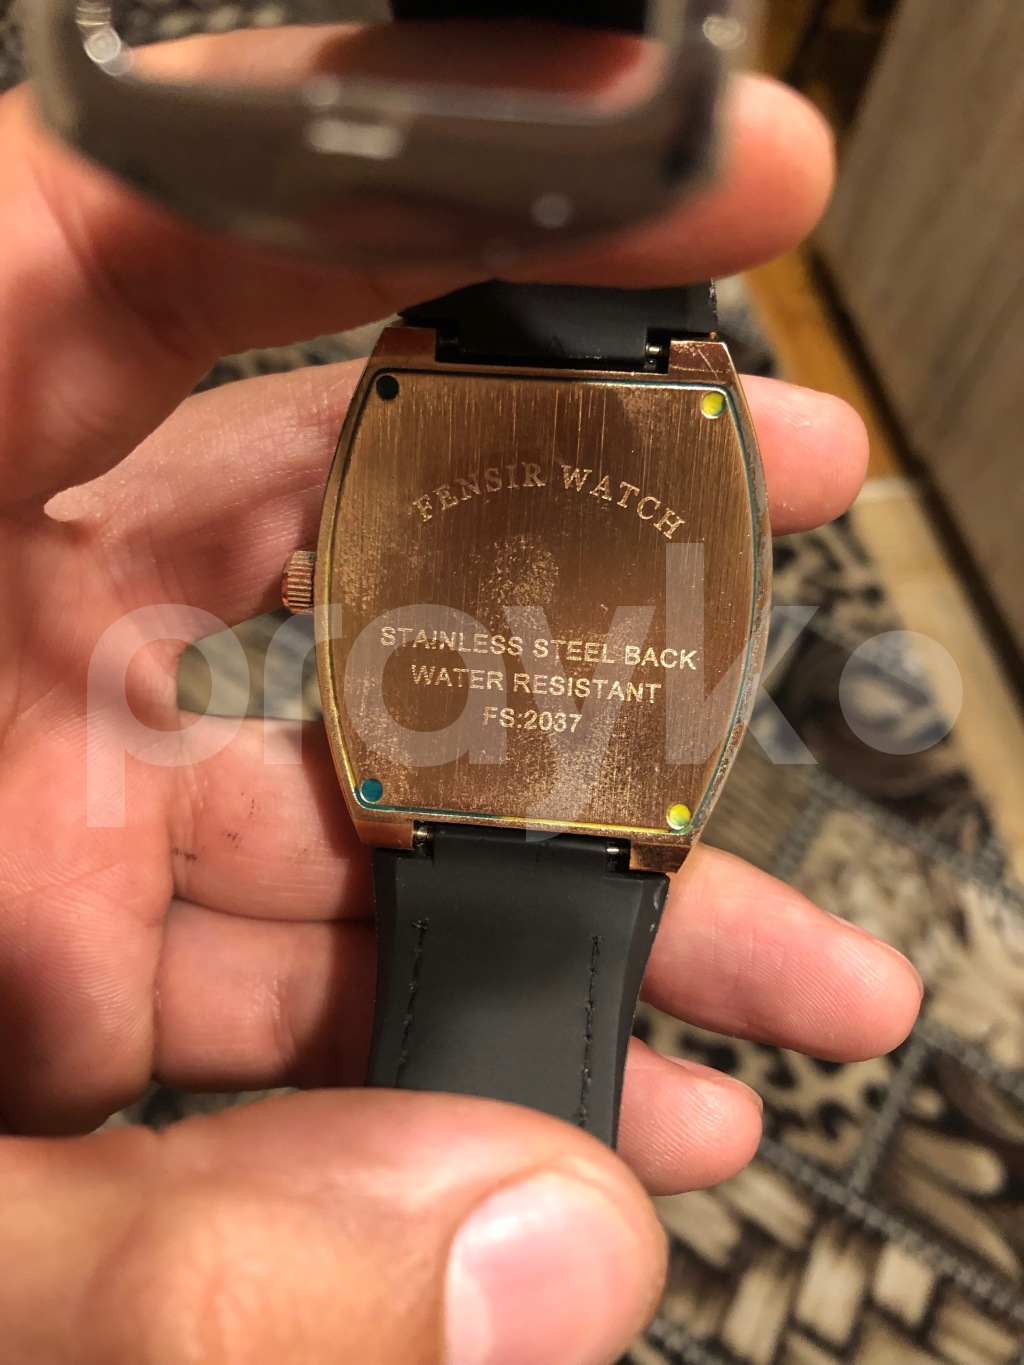 FENSIR WATCH
STAINLESS STEEL BACK
WATER RESISTANT
FS:2037
prayko